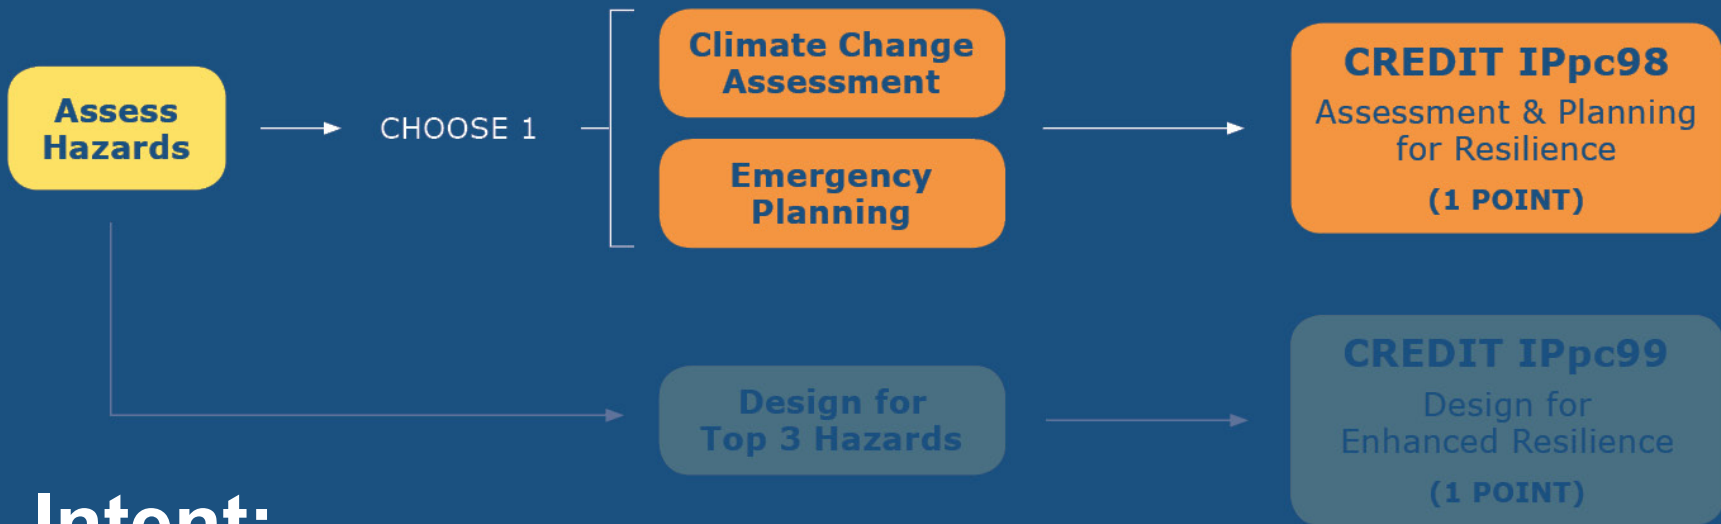 Assess
Hazards
CHOOSE 1
Climate Change
Assessment
Emergency
Planning
CREDIT IPpc98
Assessment & Planning
for Resilience
(1 POINT)
Design for
Top 3 Hazards
CREDIT IPpc99
Design for
Enhanced Resilience
(1 POINT)
Intent: